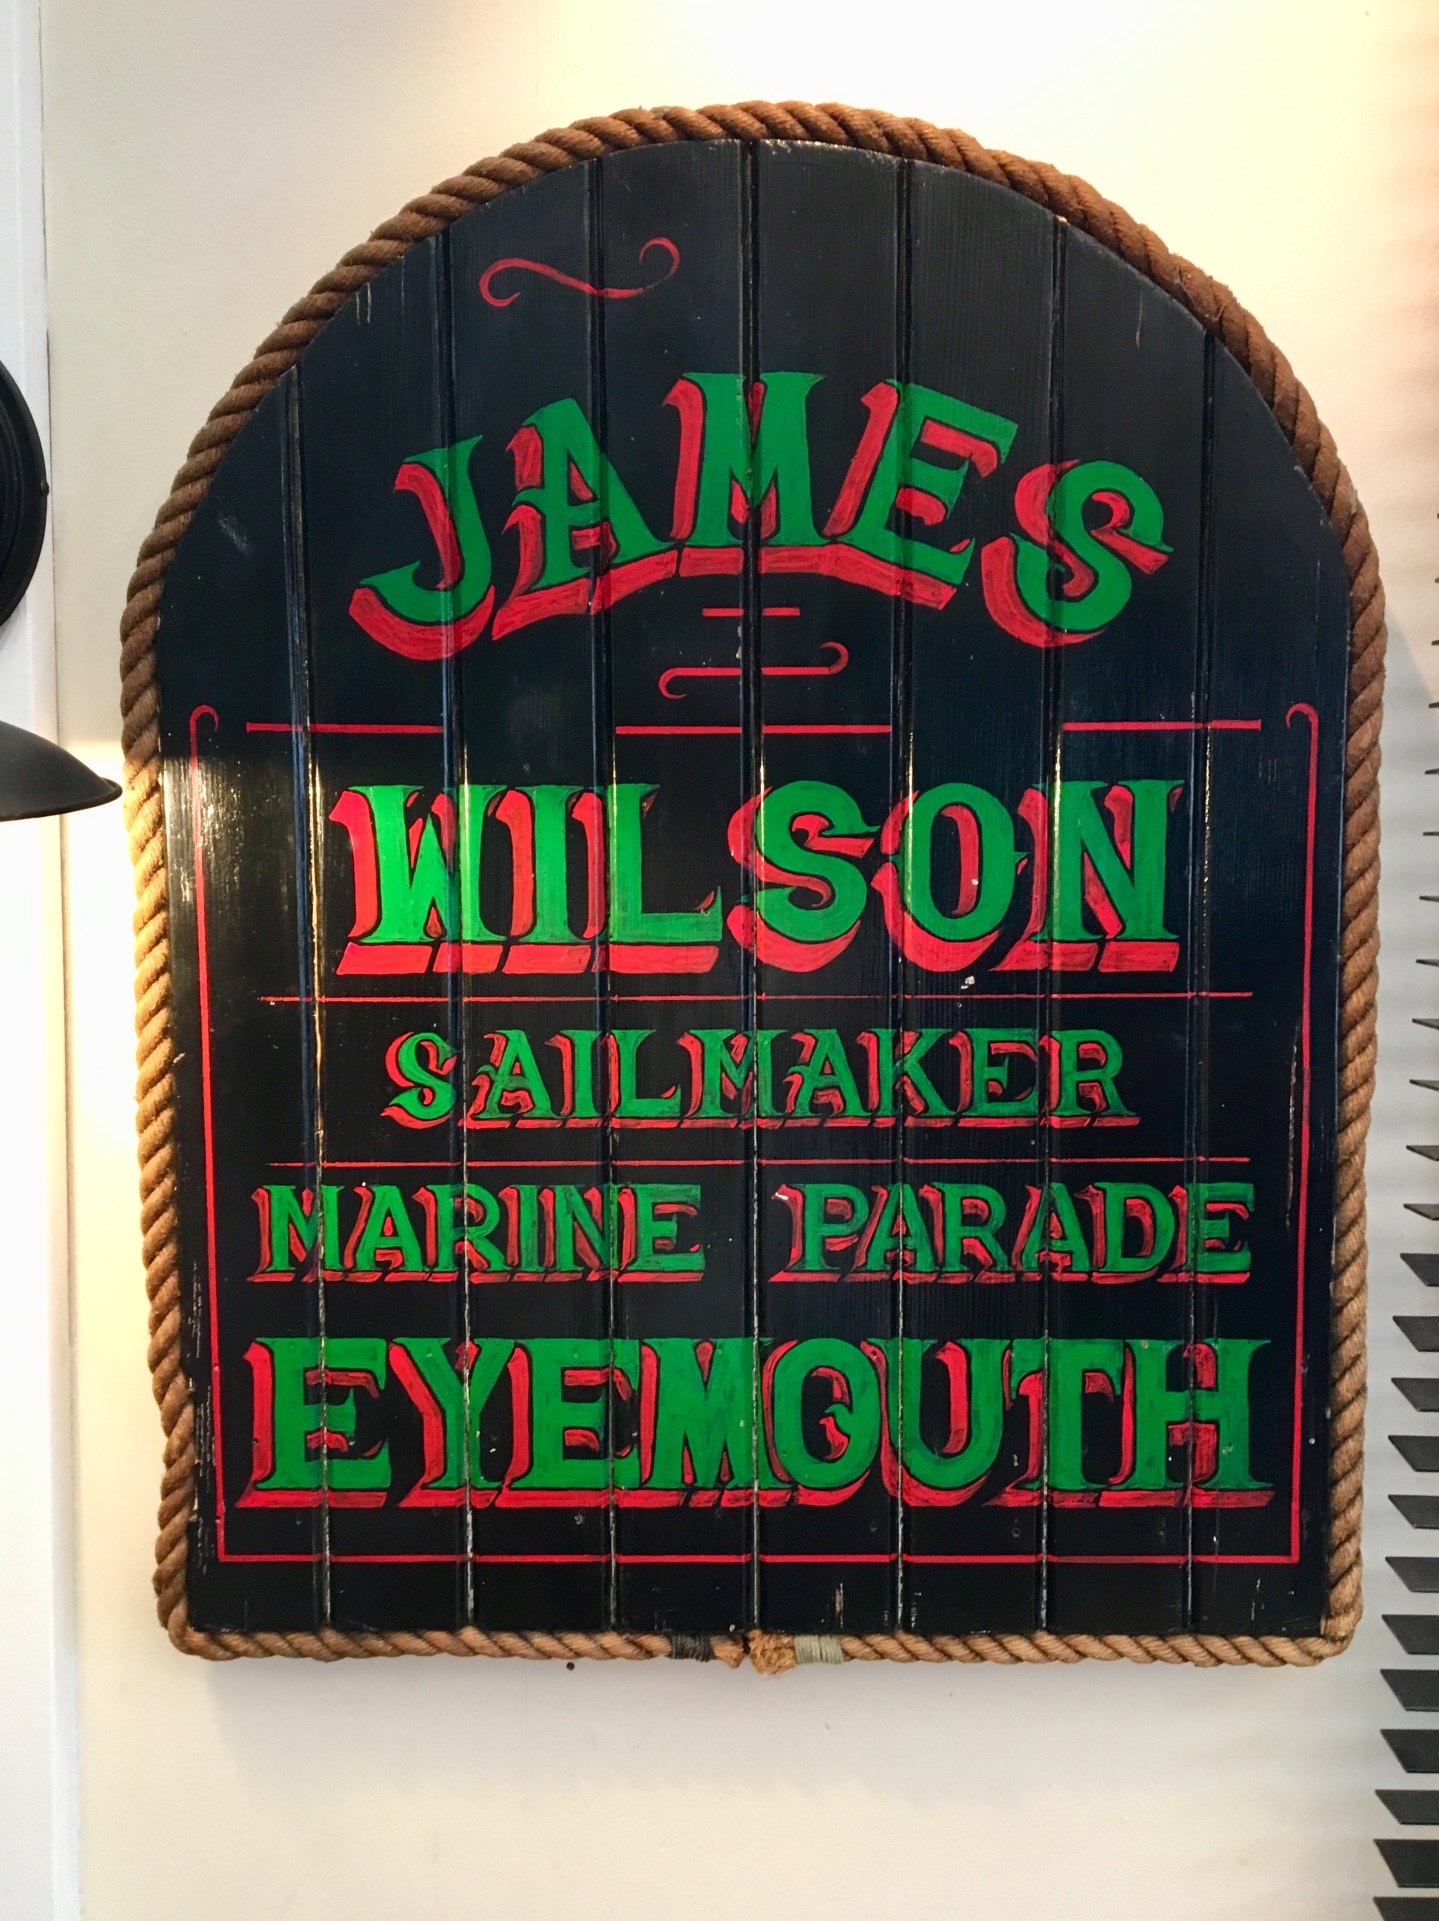 JAMES
WILSON
SAILMAKER
MARINE PARADE
EYEMOUTH